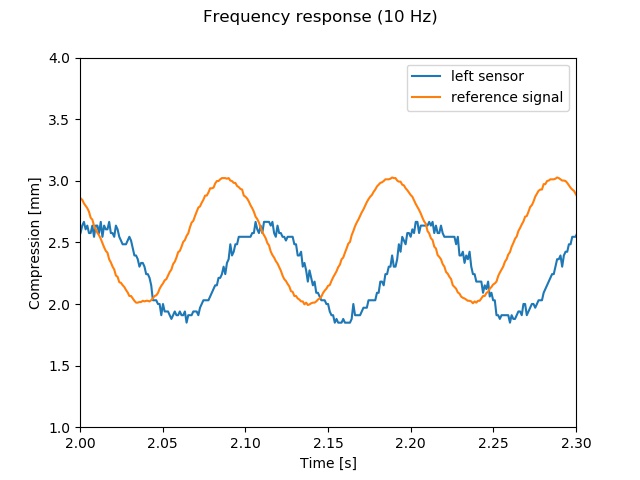 Frequency response (10 Hz)
left sensor
reference signal
4.0
3.5
3.0
2.5
2.0
1.5
1.0
Compression [mm]
2.00 2.05 2.10 2.15 2.20 2.25 2.30
Time [s]